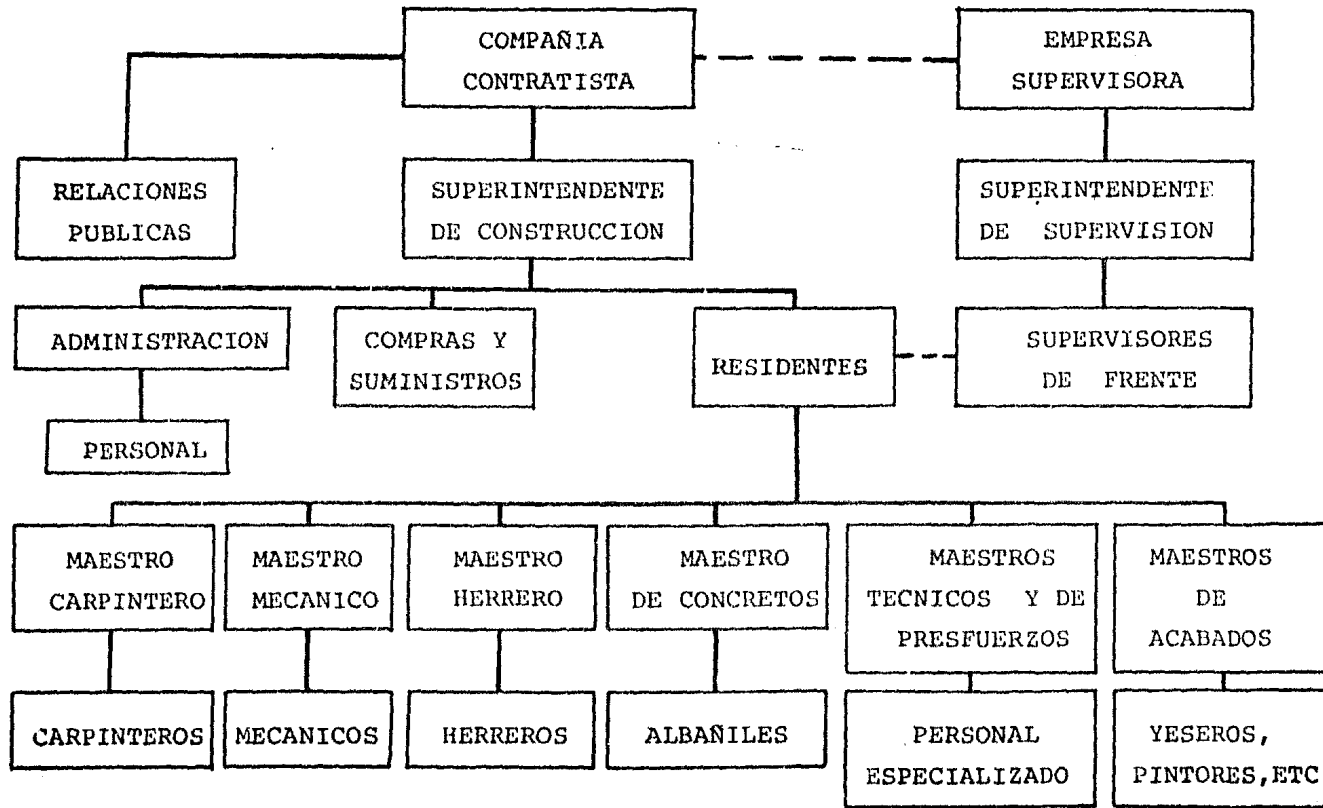 COMPAÑIA
CONTRATISTA
EMPRESA
SUPERVISORA
RELACIONES
PUBLICAS
SUPERINTENDENTE
DE CONSTRUCCION
SUPERINTENDENTE
DE SUPERVISION
ADMINISTRACION
COMPRAS Y
SUMINISTROS
RESIDENTES
SUPERVISORES
DE FRENTE
PERSONAL
MAESTRO
CARPINTERO
MAESTRO
MECANICO
MAESTRO
HERRERO
MAESTRO
DE CONCRETOS
MAESTROS
TECNICOS Y DE
PRESFUERZOS
MAESTROS
DE
ACABADOS
CARPINTEROS
MECANICOS
HERREROS
ALBAÑILES
PERSONAL
ESPECIALIZADO
YESEROS,
PINTORES,ETC